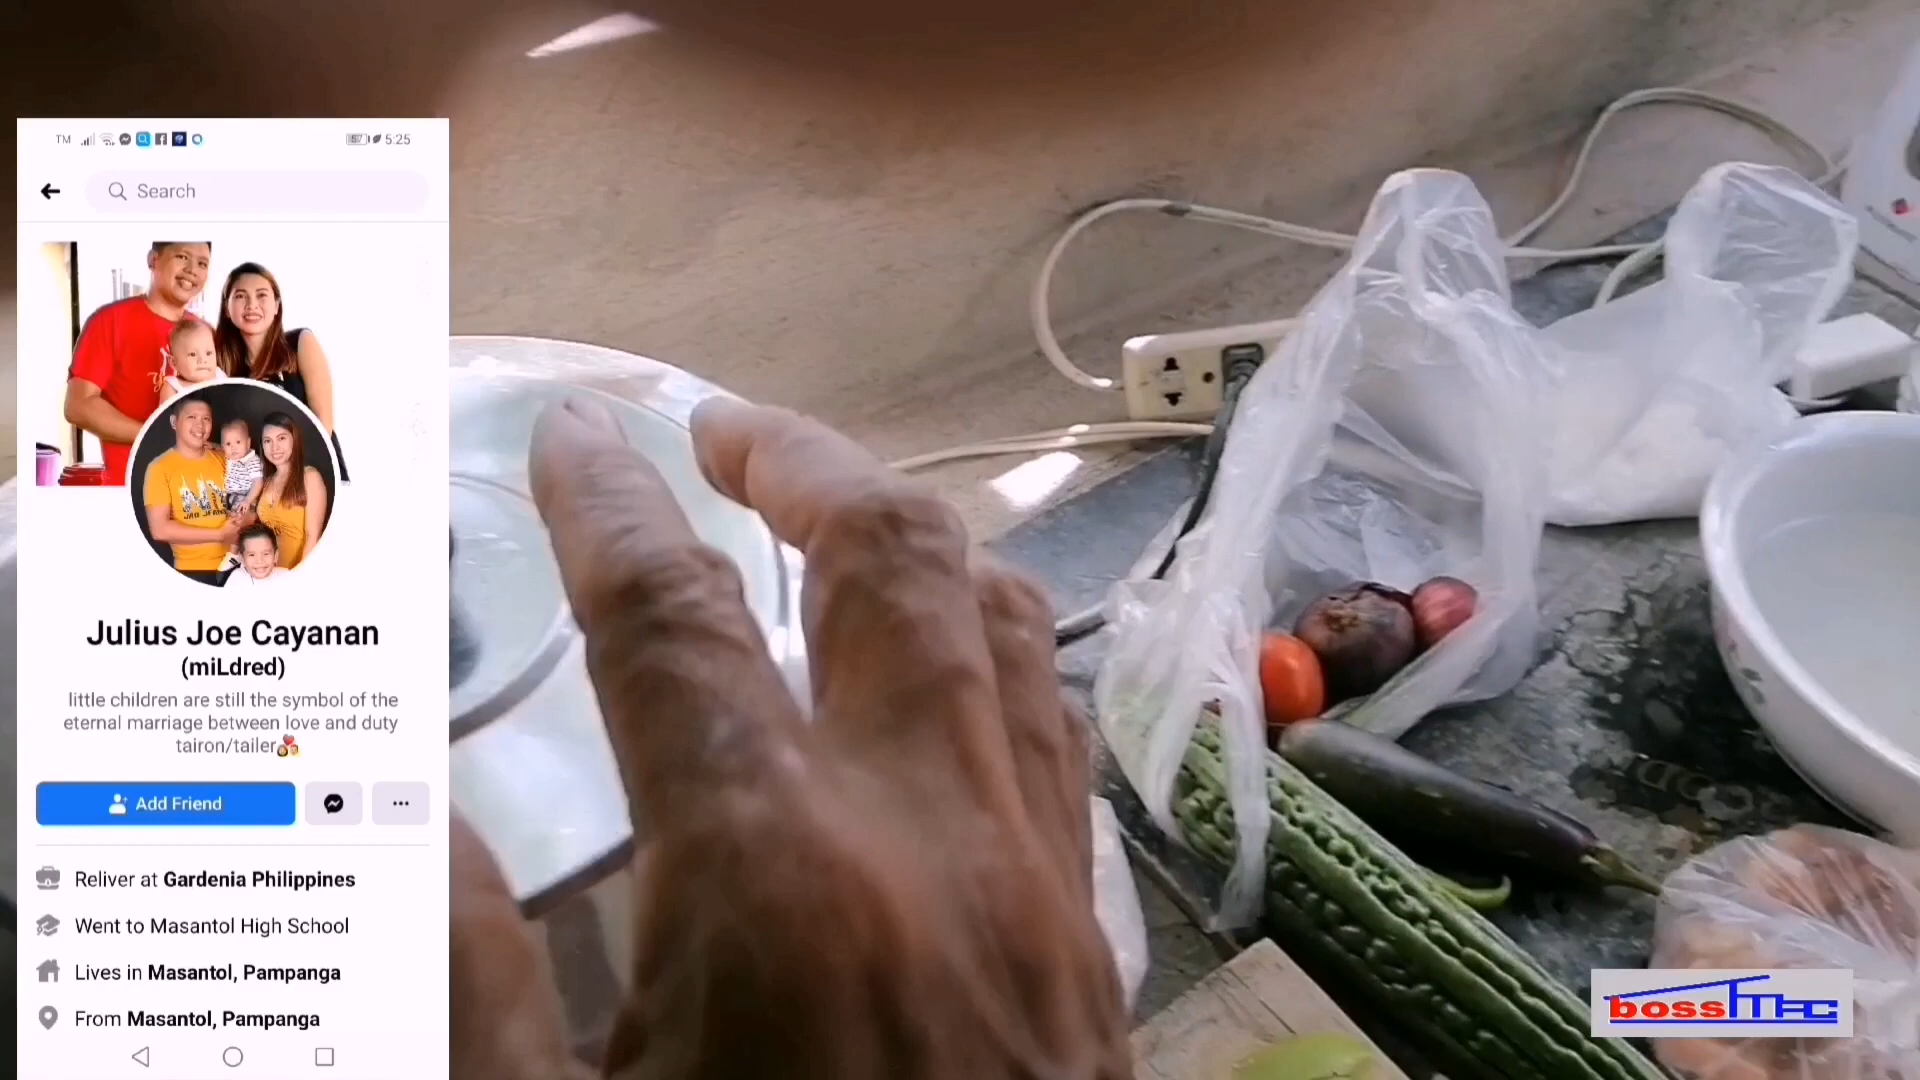 TM 57 5:25
Search
Julius Joe Cayanan
(miLdred)
little children are still the symbol of the
eternal marriage between love and duty
tairon/tailer
Add Friend
Reliver at Gardenia Philippines
Went to Masantol High School
Lives in Masantol, Pampanga
From Masantol, Pampanga